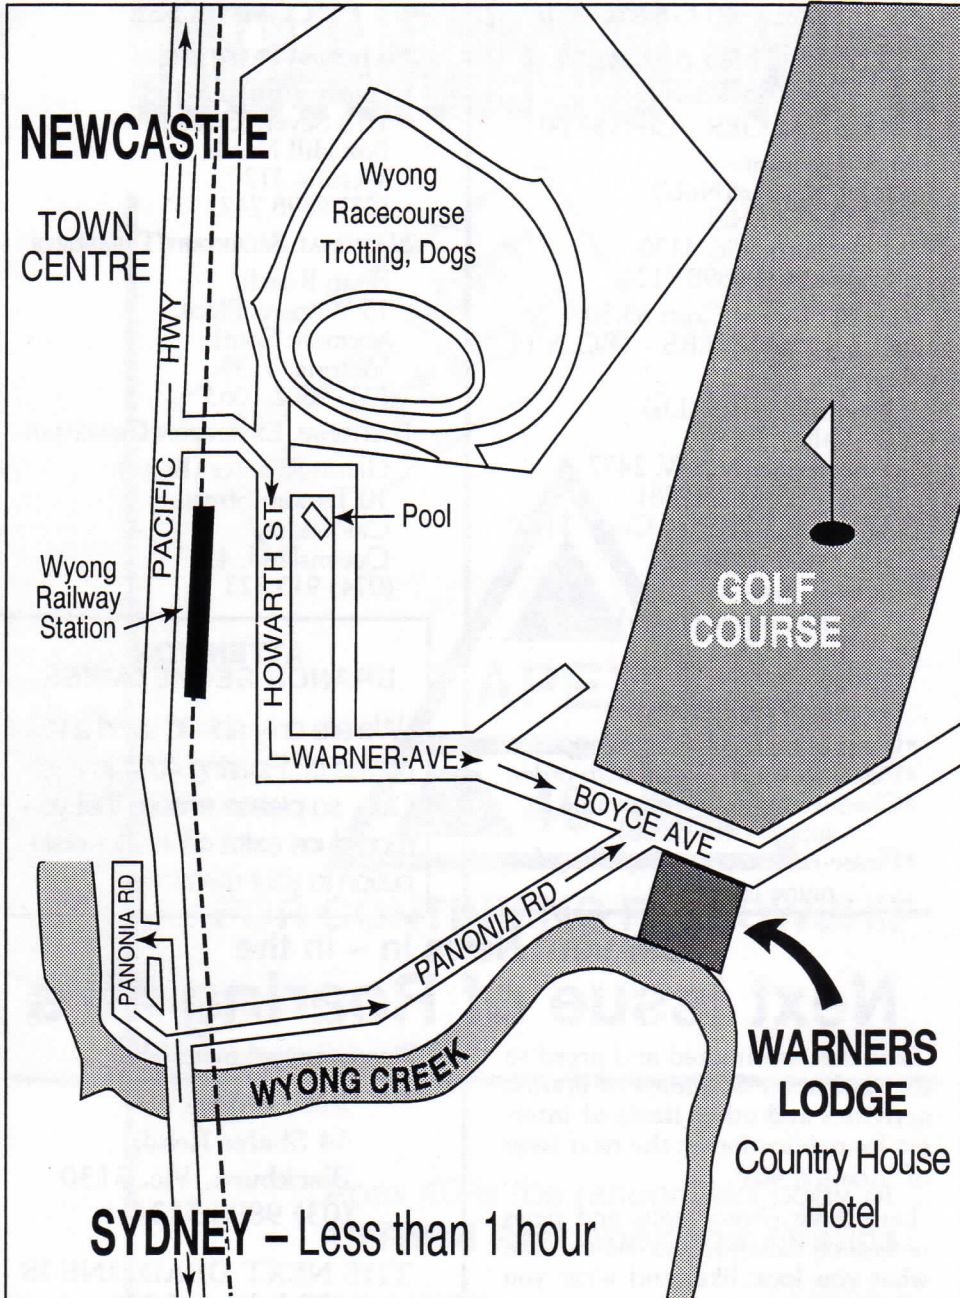 NEWCASTLE
TOWN
CENTRE
HWY
PACIFIC
Wyong
Racecourse
Trotting, Dogs
Pool
HOWARTH ST
Wyong
Railway
Station
GOLF
COURSE
WARNER-AVE
BOYCE AVE
PANONIA RD
PANONIA RD
WYONG CREEK
WARNERS
LODGE
Country House
Hotel
SYDNEY – Less than 1 hour